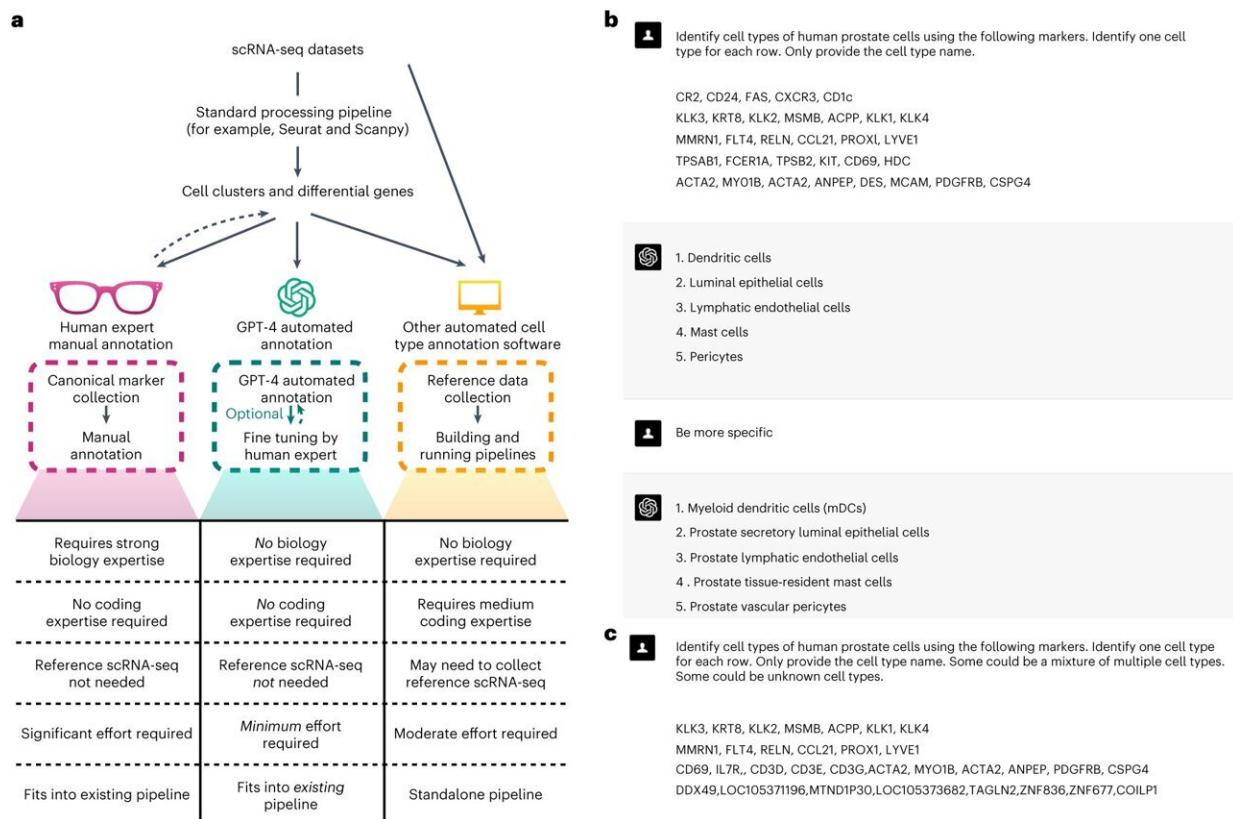 a
scRNA-seq datasets
Standard processing pipeline
(for example, Seurat and Scanpy)
Cell clusters and differential genes
Human expert
manual annotation
GPT-4 automated
annotation
Other automated cell
type annotation software
Canonical marker
collection
Manual
annotation
GPT-4 automated
annotation
Optional
Fine tuning by
human expert
Reference data
collection
Building and
running pipelines
Requires strong
biology expertise
No biology
expertise required
No biology
expertise required
No coding
expertise required
No coding
expertise required
Requires medium
coding expertise
Reference scRNA-seq
not needed
Reference scRNA-seq
not needed
May need to collect
reference scRNA-seq
Significant effort required
Minimum effort
required
Moderate effort required
Fits into existing pipeline
Fits into existing
pipeline
Standalone pipeline
b
Identify cell types of human prostate cells using the following markers. Identify one cell
type for each row. Only provide the cell type name.
CR2, CD24, FAS, CXCR3, CD1c
KLK3, KRT8, KLK2, MSMB, ACPP, KLK1, KLK4
MMRN1, FLT4, RELN, CCL21, PROXl, LYVE1
TPSAB1, FCER1A, TPSB2, KIT, CD69, HDC
ACTA2, MY01B, ACTA2, ANPEP, DES, MCAM, PDGFRB, CSPG4
1. Dendritic cells
2. Luminal epithelial cells
3. Lymphatic endothelial cells
4. Mast cells
5. Pericytes
Be more specific
1. Myeloid dendritic cells (mDCs)
2. Prostate secretory luminal epithelial cells
3. Prostate lymphatic endothelial cells
4 . Prostate tissue-resident mast cells
5. Prostate vascular pericytes
c
Identify cell types of human prostate cells using the following markers. Identify one cell type
for each row. Only provide the cell type name. Some could be a mixture of multiple cell types.
Some could be unknown cell types.
KLK3, KRT8, KLK2, MSMB, ACPP, KLK1, KLK4
MMRN1, FLT4, RELN, CCL21, PROX1, LYVE1
CD69, IL7R,, CD3D, CD3E, CD3G,ACTA2, MYO1B, ACTA2, ANPEP, PDGFRB, CSPG4
DDX49,LOC105371196,MTND1P30,LOC105373682,TAGLN2,ZNF836,ZNF677,COILP1